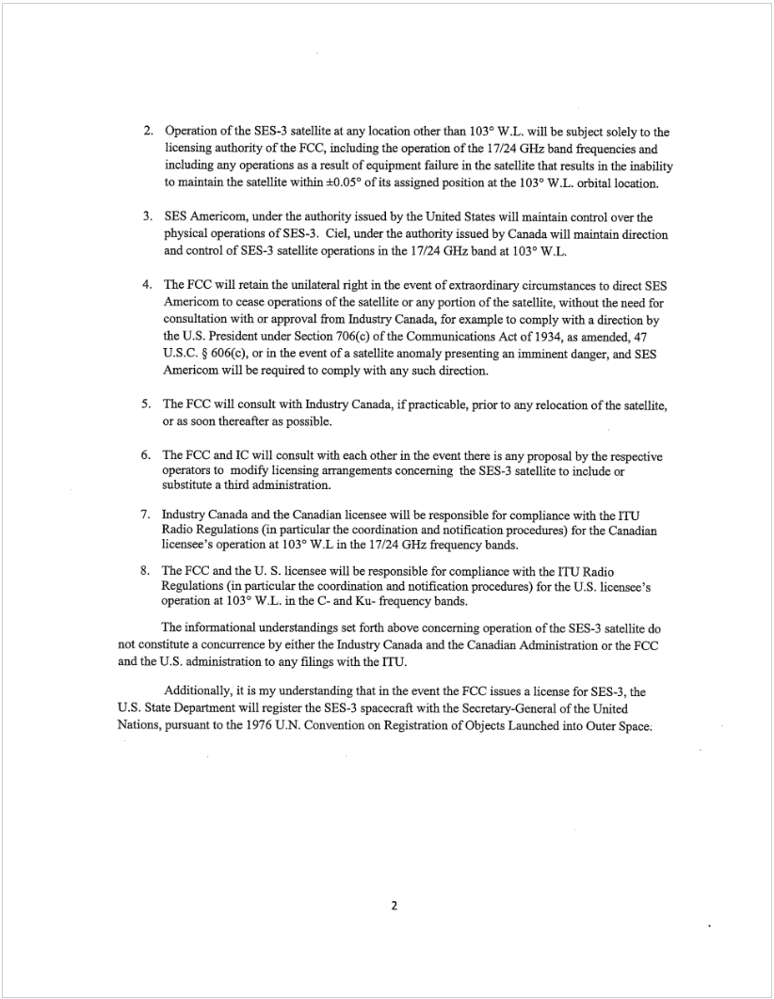 2. Operation of the SES-3 satellite at any location other than 103° W.L. will be subject solely to the
licensing authority of the FCC, including the operation of the 17/24 GHz band frequencies and
including any operations as a result of equipment failure in the satellite that results in the inability
to maintain the satellite within ±0.05° of its assigned position at the 103° W.L. orbital location.
3. SES Americom, under the authority issued by the United States will maintain control over the
physical operations of SES-3. Ciel, under the authority issued by Canada will maintain direction
and control of SES-3 satellite operations in the 17/24 GHz band at 103° W.L.
4. The FCC will retain the unilateral right in the event of extraordinary circumstances to direct SES
Americom to cease operations of the satellite or any portion of the satellite, without the need for
consultation with or approval from Industry Canada, for example to comply with a direction by
the U.S. President under Section 706(c) of the Communications Act of 1934, as amended, 47
U.S.C. § 606(c), or in the event of a satellite anomaly presenting an imminent danger, and SES
Americom will be required to comply with any such direction.
5. The FCC will consult with Industry Canada, if practicable, prior to any relocation of the satellite,
or as soon thereafter as possible.
6. The FCC and IC will consult with each other in the event there is any proposal by the respective
operators to modify licensing arrangements concerning the SES-3 satellite to include or
substitute a third administration.
7. Industry Canada and the Canadian licensee will be responsible for compliance with the ITU
Radio Regulations (in particular the coordination and notification procedures) for the Canadian
licensee's operation at 103° W.L in the 17/24 GHz frequency bands.
8. The FCC and the U. S. licensee will be responsible for compliance with the ITU Radio
Regulations (in particular the coordination and notification procedures) for the U.S. licensee's
operation at 103° W.L. in the C- and Ku- frequency bands.
The informational understandings set forth above concerning operation of the SES-3 satellite do
not constitute a concurrence by either the Industry Canada and the Canadian Administration or the FCC
and the U.S. administration to any filings with the ITU.
Additionally, it is my understanding that in the event the FCC issues a license for SES-3, the
U.S. State Department will register the SES-3 spacecraft with the Secretary-General of the United
Nations, pursuant to the 1976 U.N. Convention on Registration of Objects Launched into Outer Space.
2